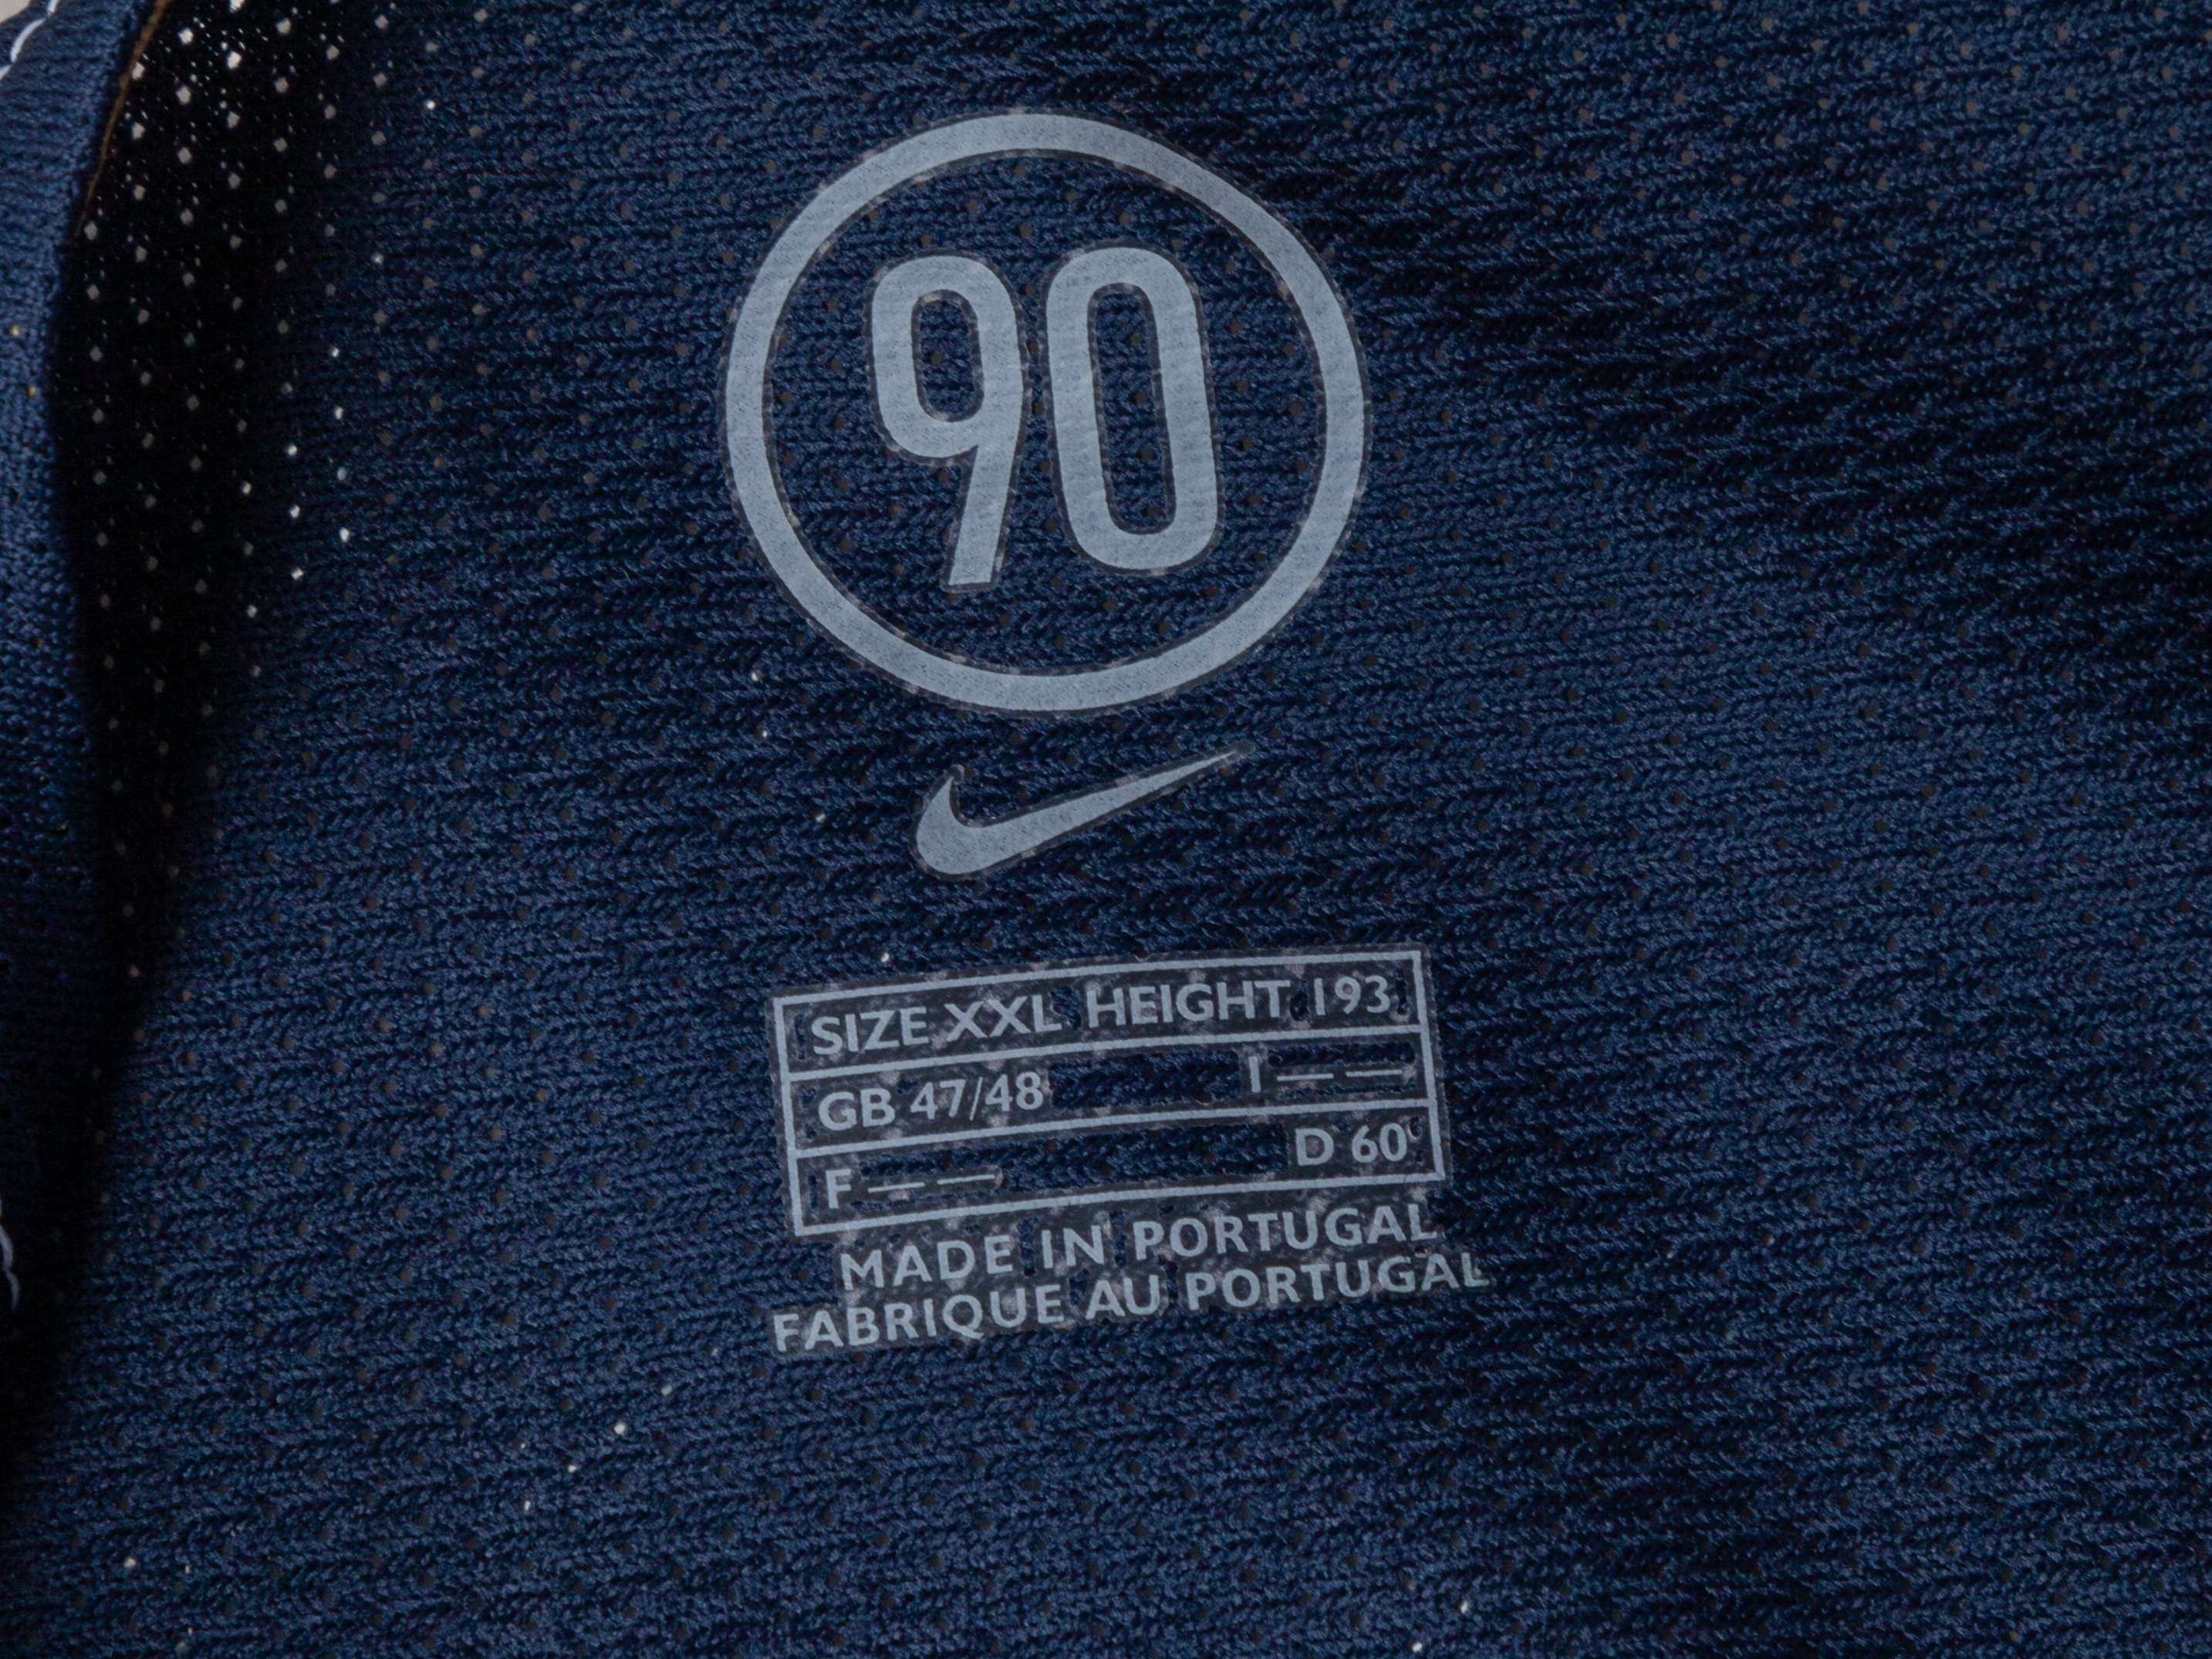 90
SIZE XXL HEIGHT 193
GB 47/48 I — —
F — — D 60
MADE IN PORTUGAL
FABRIQUE AU PORTUGAL